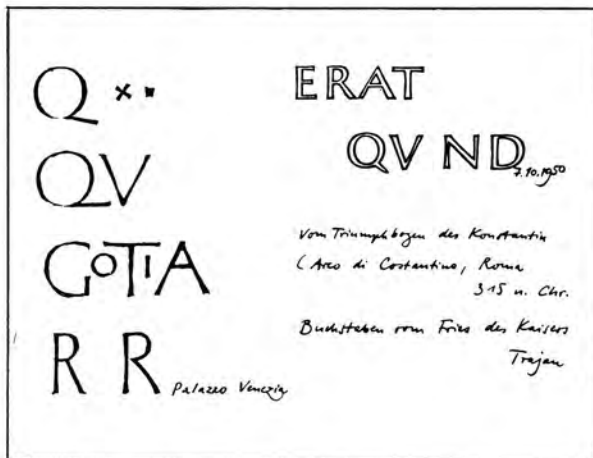 Q
QV
GOTIA
R R Palazzo Venezia
ERAT
QV ND
7.10.1950
Vom Triumphbogen des Konstantin
(Arco di Costantino, Roma
315 n. Chr.
Buchstaben vom Fries des Kaisers
Trajan